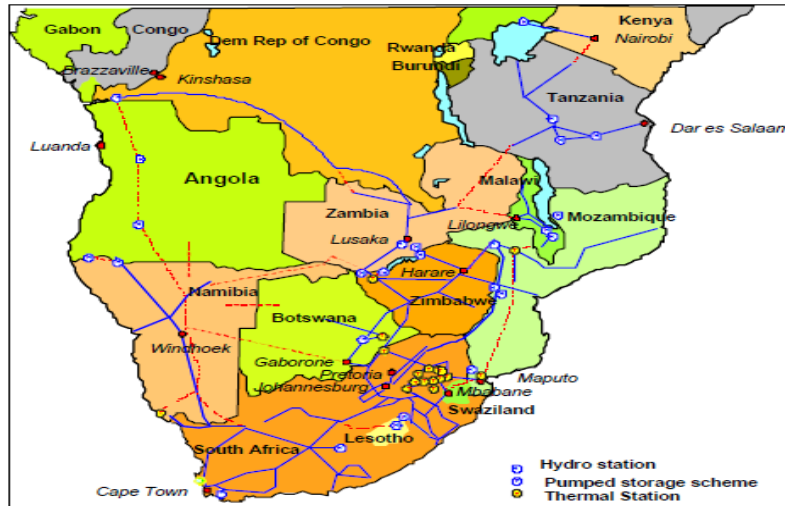 Gabon
Congo
Dem Rep of Congo
Kenya
Nairobi
Rwanda
Burundi
Brazzaville
Kinshasa
Tanzania
Dar es Salaan
Luanda
Angola
Malawi
Zambia
Lilongwe
Mozambique
Lusaka
Harare
Namibia
Zimbabwe
Botswana
Windhoek
Gaborone
Pretoria
Johannesburg
Maputo
Mbabane
Swaziland
Lesotho
South Africa
Cape Town
Hydro station
Pumped storage scheme
Thermal Station